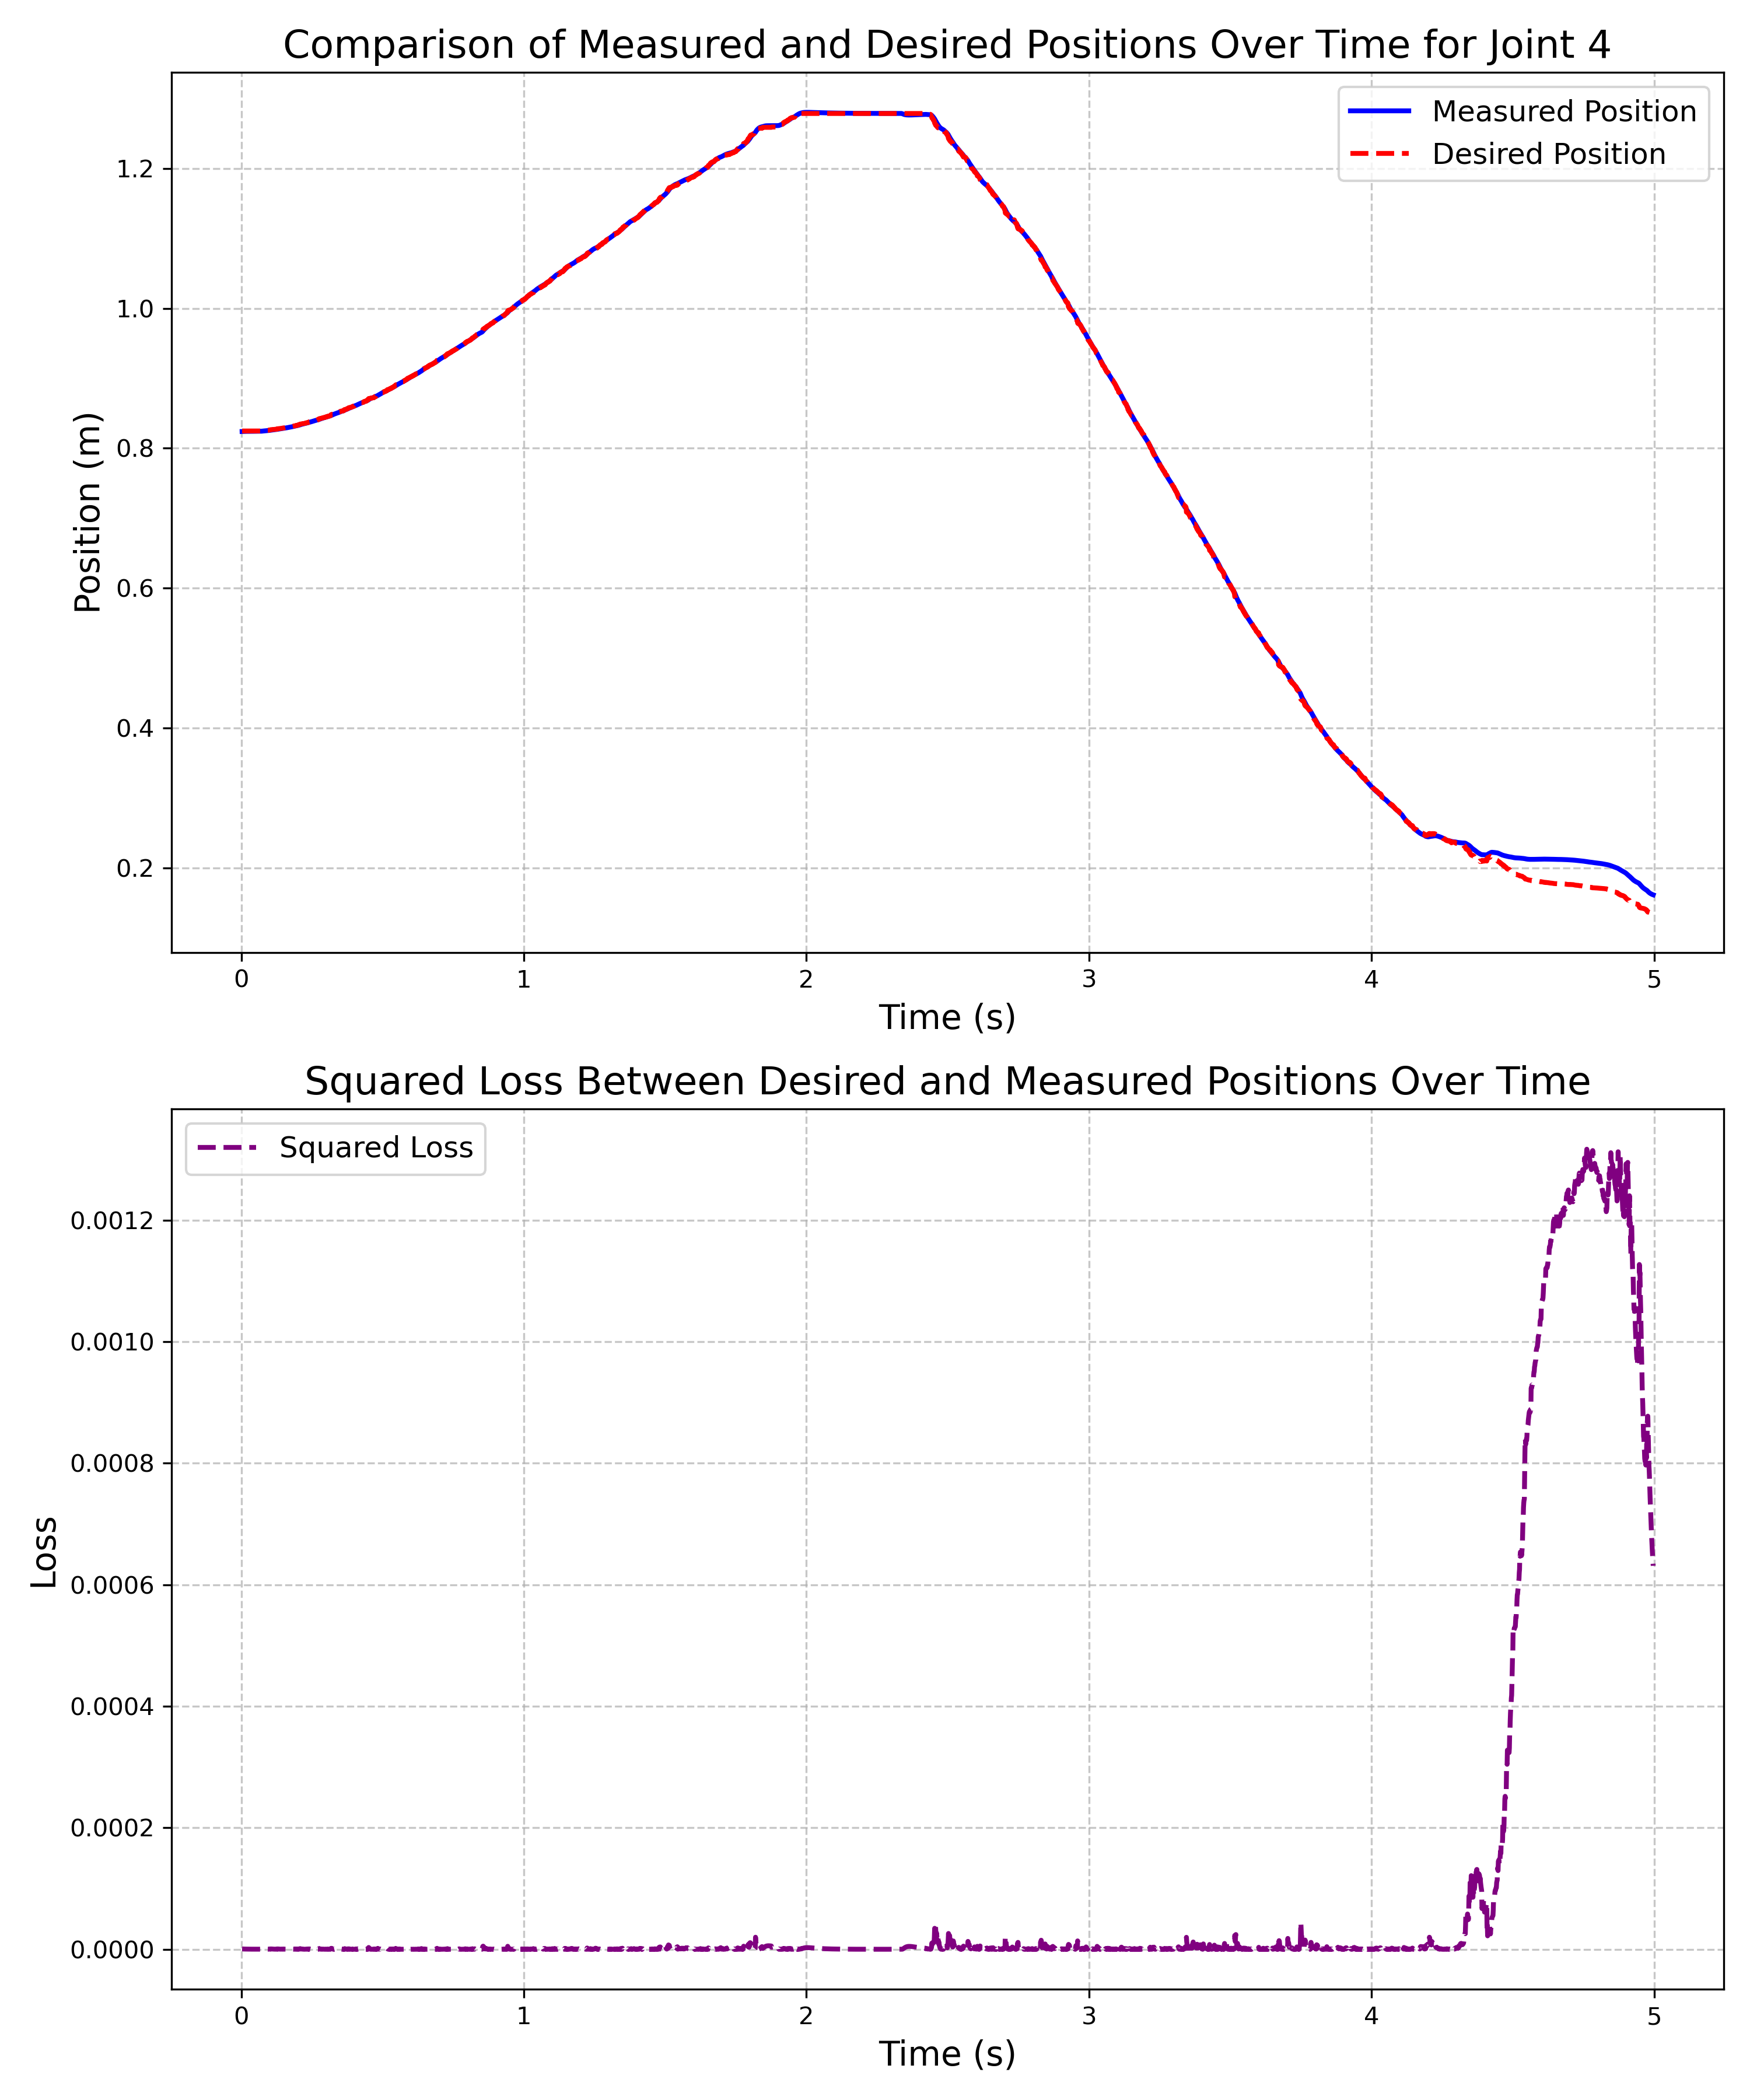 Comparison of Measured and Desired Positions Over Time for Joint 4
Measured Position
Desired Position
Position (m)
1.2
1.0
0.8
0.6
0.4
0.2
0 1 2 3 4 5
Time (s)
Squared Loss Between Desired and Measured Positions Over Time
Squared Loss
Loss
0.0012
0.0010
0.0008
0.0006
0.0004
0.0002
0.0000
0 1 2 3 4 5
Time (s)